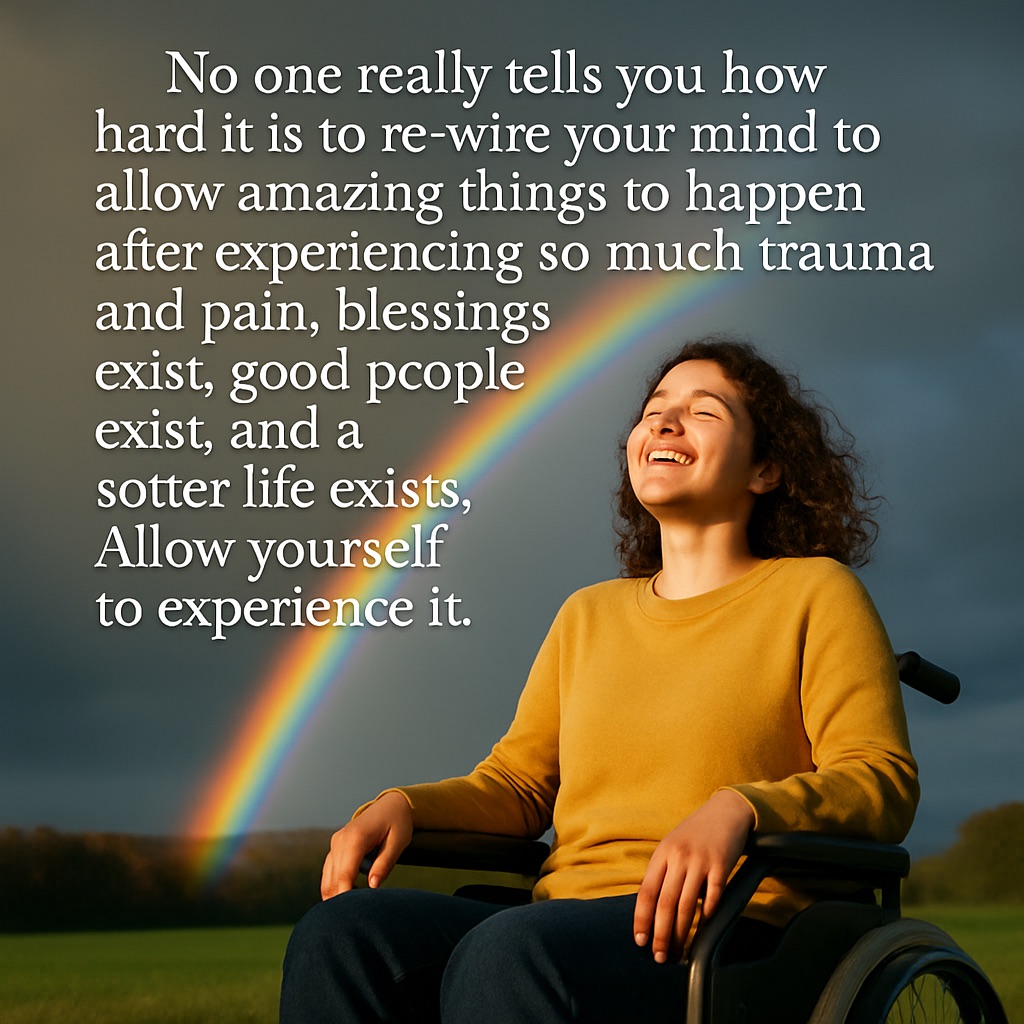 No one really tells you how
hard it is to re-wire your mind to
allow amazing things to happen
after experiencing so much trauma
and pain, blessings
exist, good pcople
exist, and a
sotter life exists,
Allow yourself
to experience it.